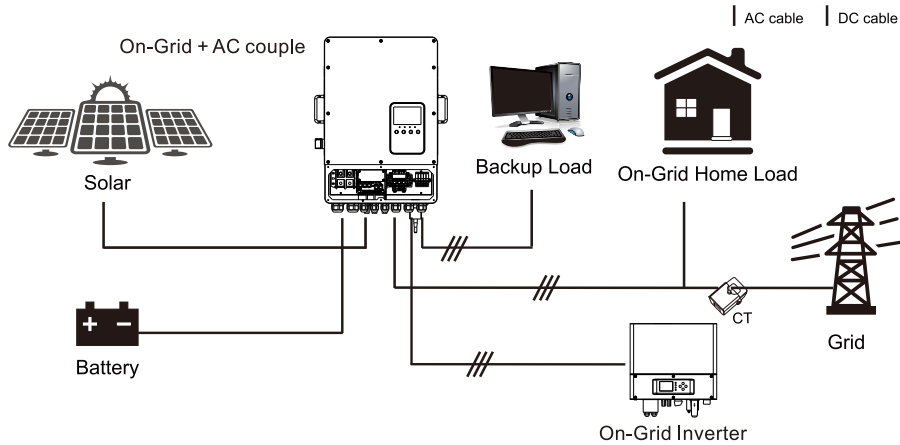 AC cable
DC cable
On-Grid + AC couple
Solar
Backup Load
On-Grid Home Load
CT
Grid
Battery
On-Grid Inverter